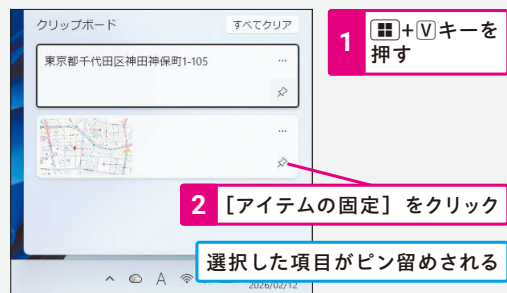 クリップボード
すべてクリア
東京都千代田区神田神保町1-105
…
…
1
+Vキーを
押す
2
[アイテムの固定]をクリック
選択した項目がピン留めされる
A
2026/02/12